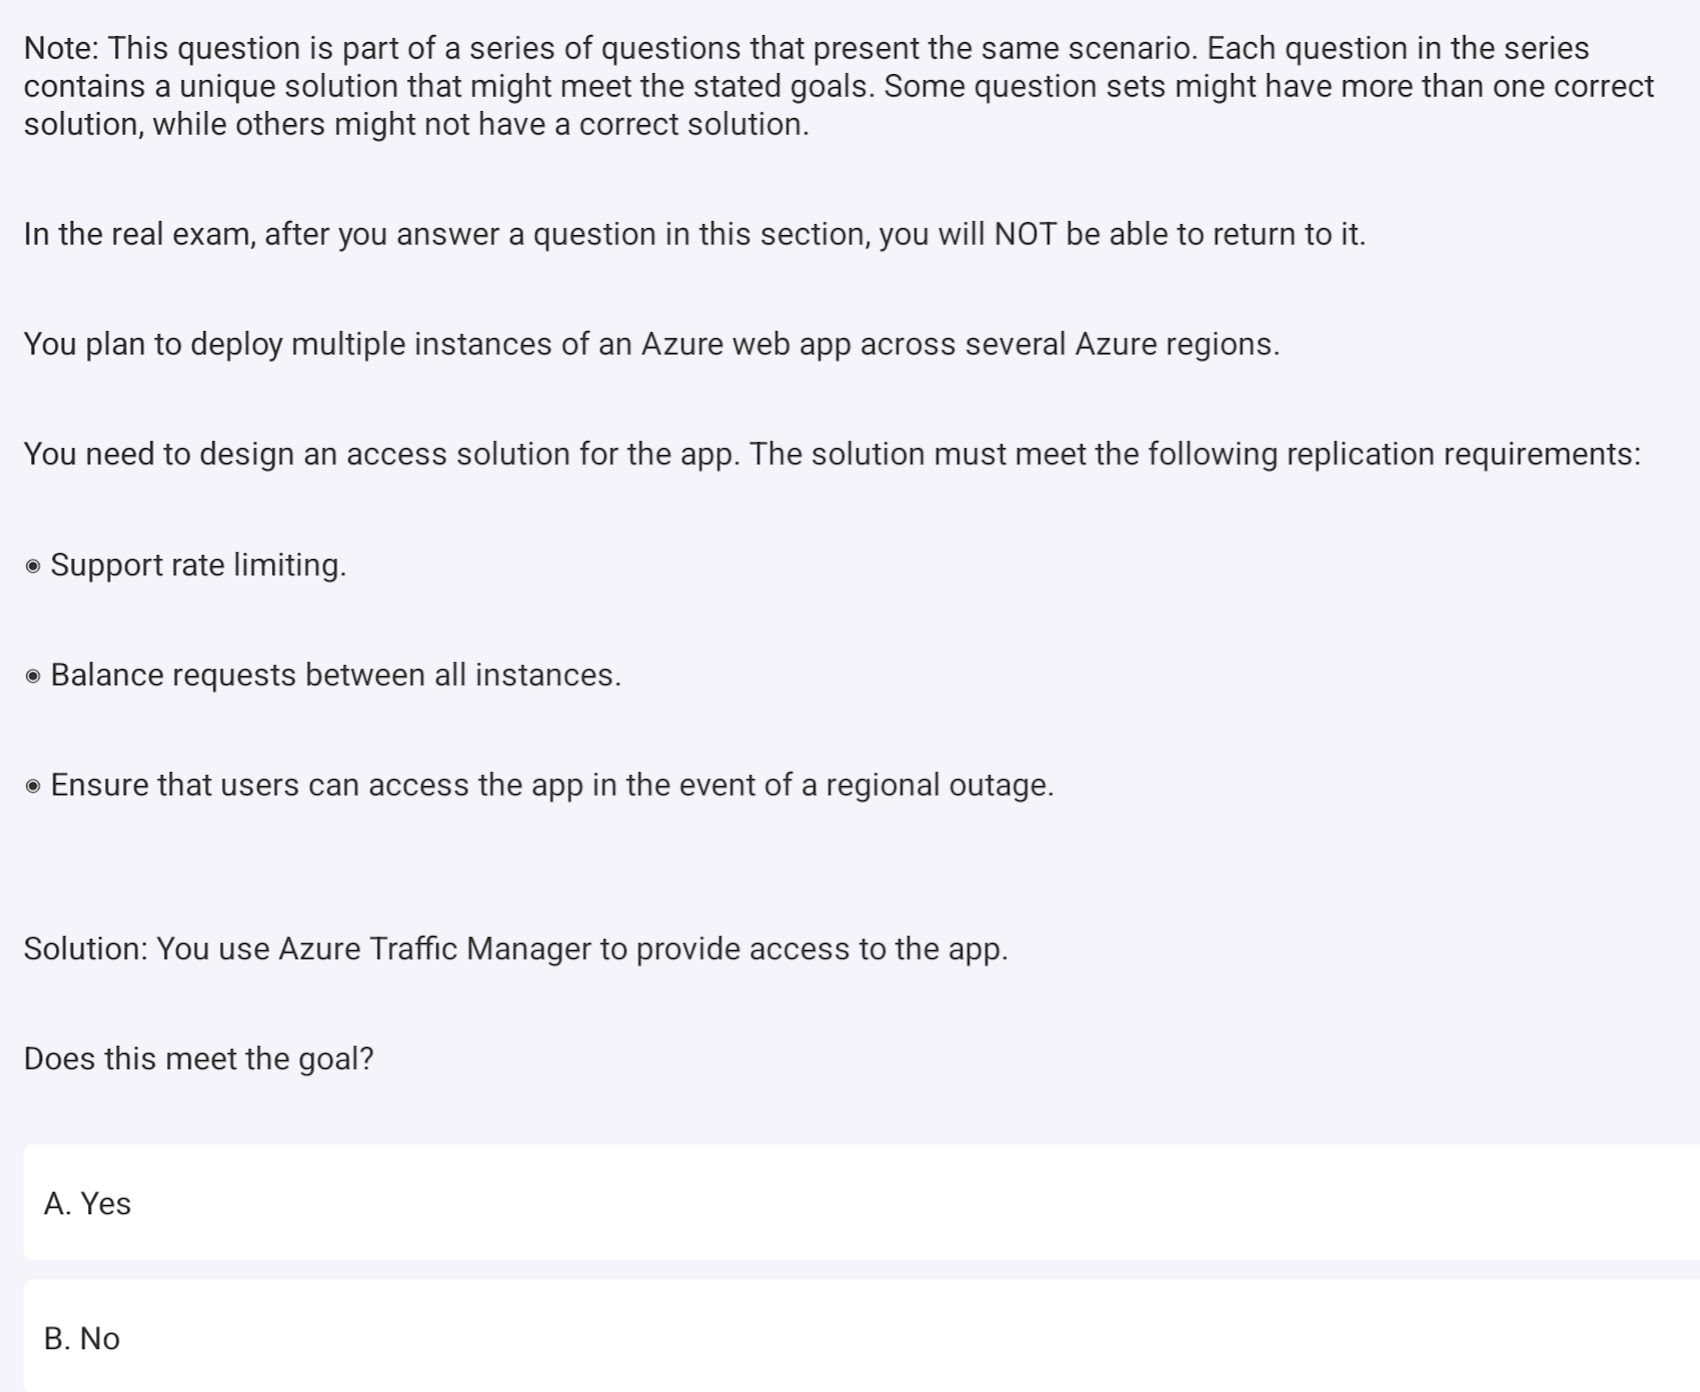 Note: This question is part of a series of questions that present the same scenario. Each question in the series
contains a unique solution that might meet the stated goals. Some question sets might have more than one correct
solution, while others might not have a correct solution.
In the real exam, after you answer a question in this section, you will NOT be able to return to it.
You plan to deploy multiple instances of an Azure web app across several Azure regions.
You need to design an access solution for the app. The solution must meet the following replication requirements:
◉ Support rate limiting.
◉ Balance requests between all instances.
◉ Ensure that users can access the app in the event of a regional outage.
Solution: You use Azure Traffic Manager to provide access to the app.
Does this meet the goal?
A. Yes
B. No